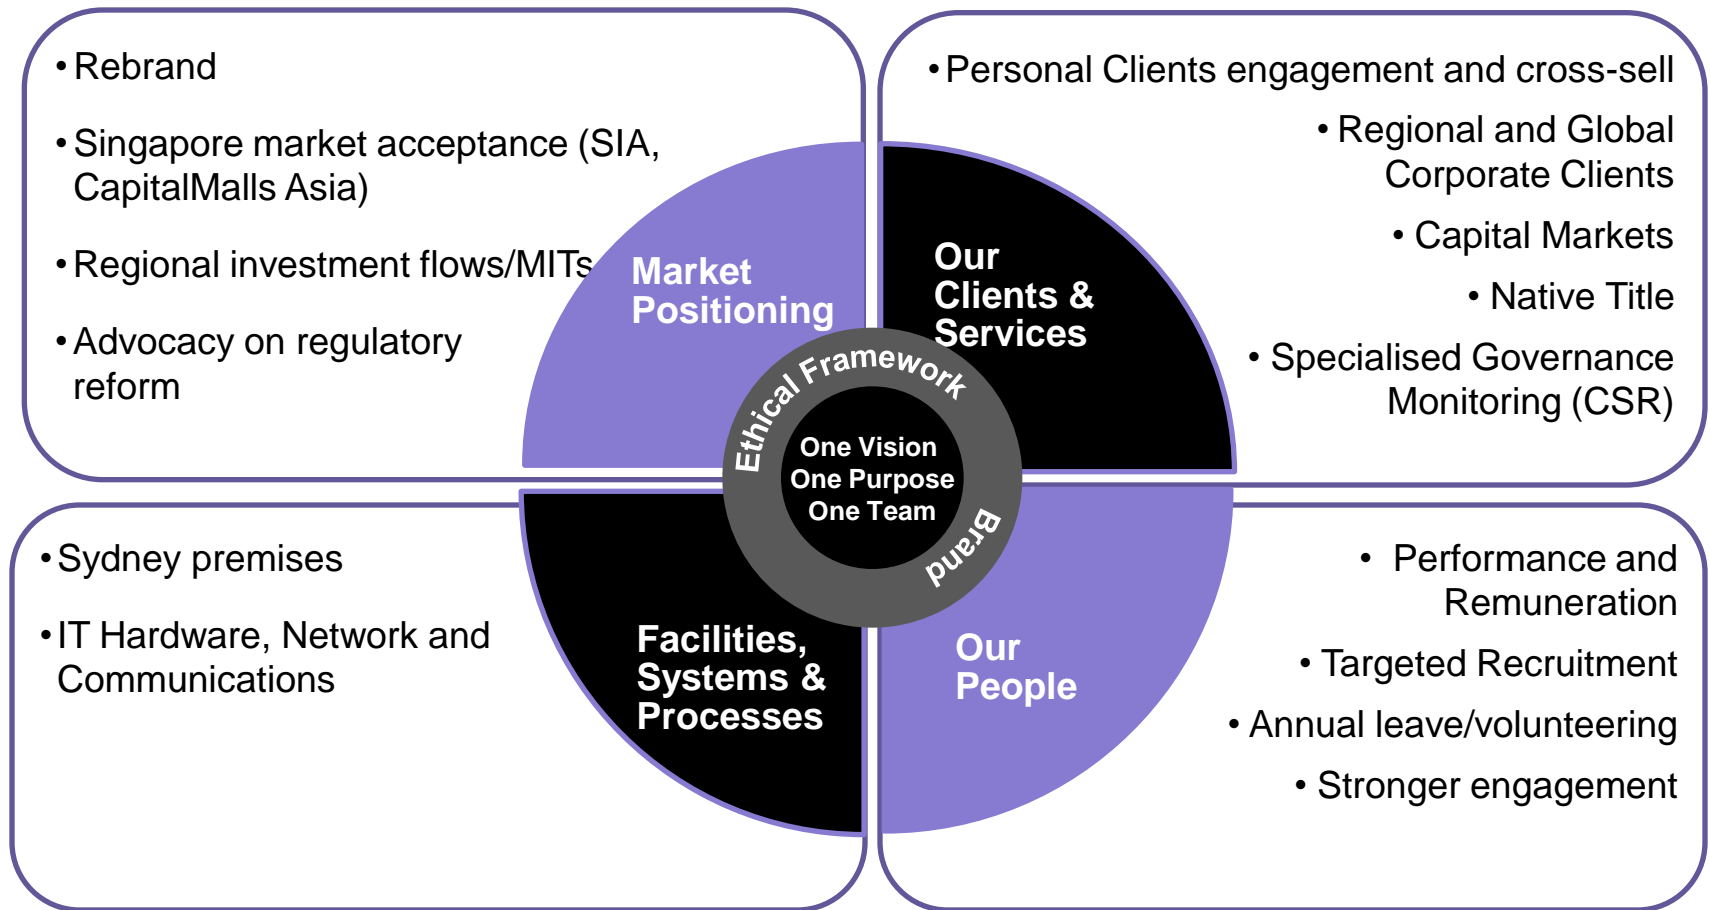 • Rebrand
• Singapore market acceptance (SIA,
CapitalMalls Asia)
• Regional investment flows/MITs
• Advocacy on regulatory
reform
Market
Positioning
• Personal Clients engagement and cross-sell
• Regional and Global
Corporate Clients
• Capital Markets
• Native Title
• Specialised Governance
Monitoring (CSR)
Our
Clients &
Services
Ethical Framework
Brand
One Vision
One Purpose
One Team
• Sydney premises
• IT Hardware, Network and
Communications
Facilities,
Systems &
Processes
Our
People
• Performance and
Remuneration
• Targeted Recruitment
• Annual leave/volunteering
• Stronger engagement